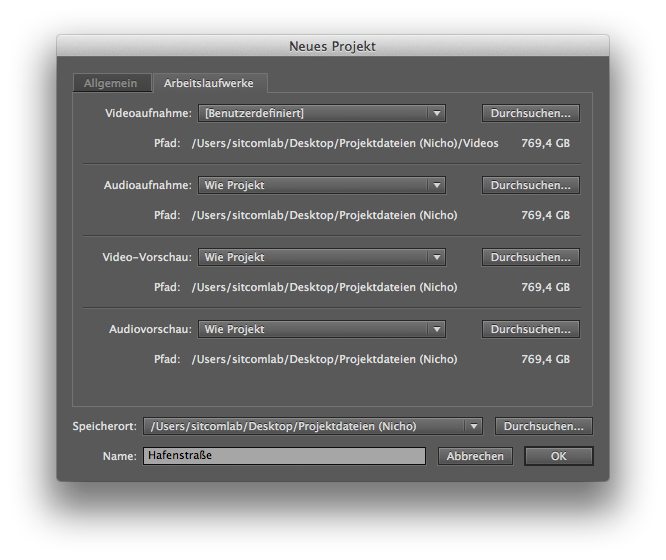 Neues Projekt
Allgemein Arbeitslaufwerke
Videoaufnahme: [Benutzerdefiniert] Durchsuchen...
Pfad: /Users/sitcomlab/Desktop/Projektdateien (Nicho)/Videos 769,4 GB
Audioaufnahme: Wie Projekt Durchsuchen...
Pfad: /Users/sitcomlab/Desktop/Projektdateien (Nicho) 769,4 GB
Video-Vorschau: Wie Projekt Durchsuchen...
Pfad: /Users/sitcomlab/Desktop/Projektdateien (Nicho) 769,4 GB
Audiovorschau: Wie Projekt Durchsuchen...
Pfad: /Users/sitcomlab/Desktop/Projektdateien (Nicho) 769,4 GB
Speicherort: /Users/sitcomlab/Desktop/Projektdateien (Nicho) Durchsuchen...
Name: Hafenstraße Abbrechen OK